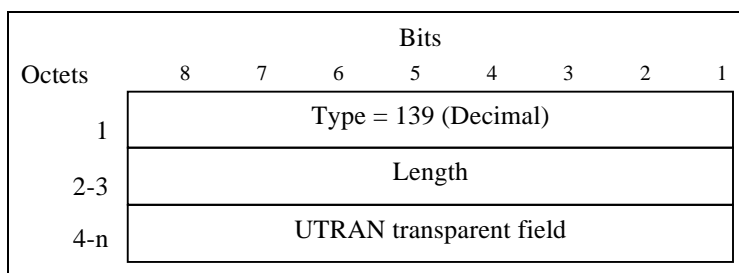 Bits
Octets 8 7 6 5 4 3 2 1
1 Type = 139 (Decimal)
2-3 Length
4-n UTRAN transparent field